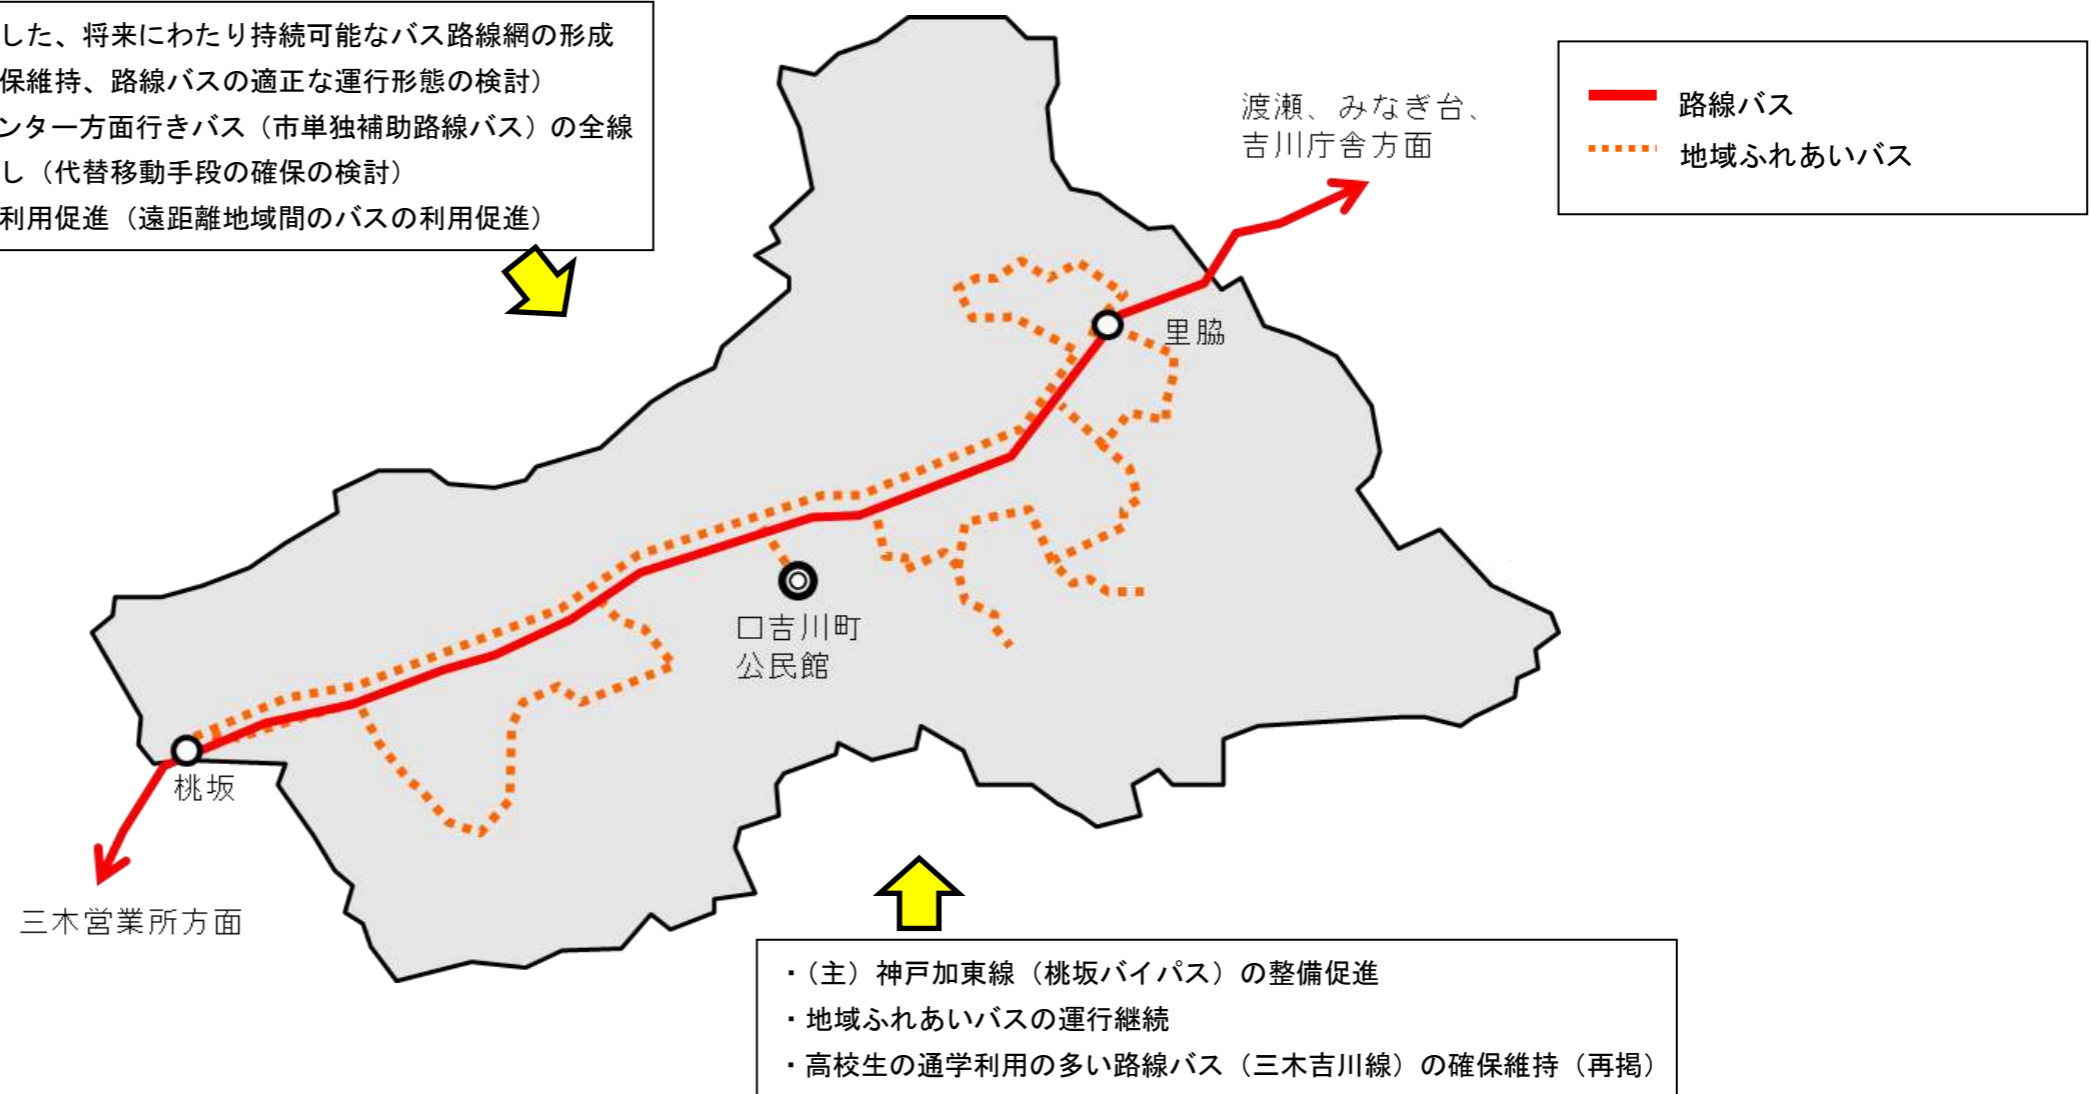 した、将来にわたり持続可能なバス路線網の形成
保維持、路線バスの適正な運行形態の検討）
ンター方面行きバス（市単独補助路線バス）の全線
し（代替移動手段の確保の検討）
利用促進（遠距離地域間のバスの利用促進）
路線バス
地域ふれあいバス
渡瀬、みなぎ台、
吉川庁舎方面
里脇
口吉川町
公民館
桃坂
三木営業所方面
・（主）神戸加東線（桃坂バイパス）の整備促進
・地域ふれあいバスの運行継続
・高校生の通学利用の多い路線バス（三木吉川線）の確保維持（再掲）